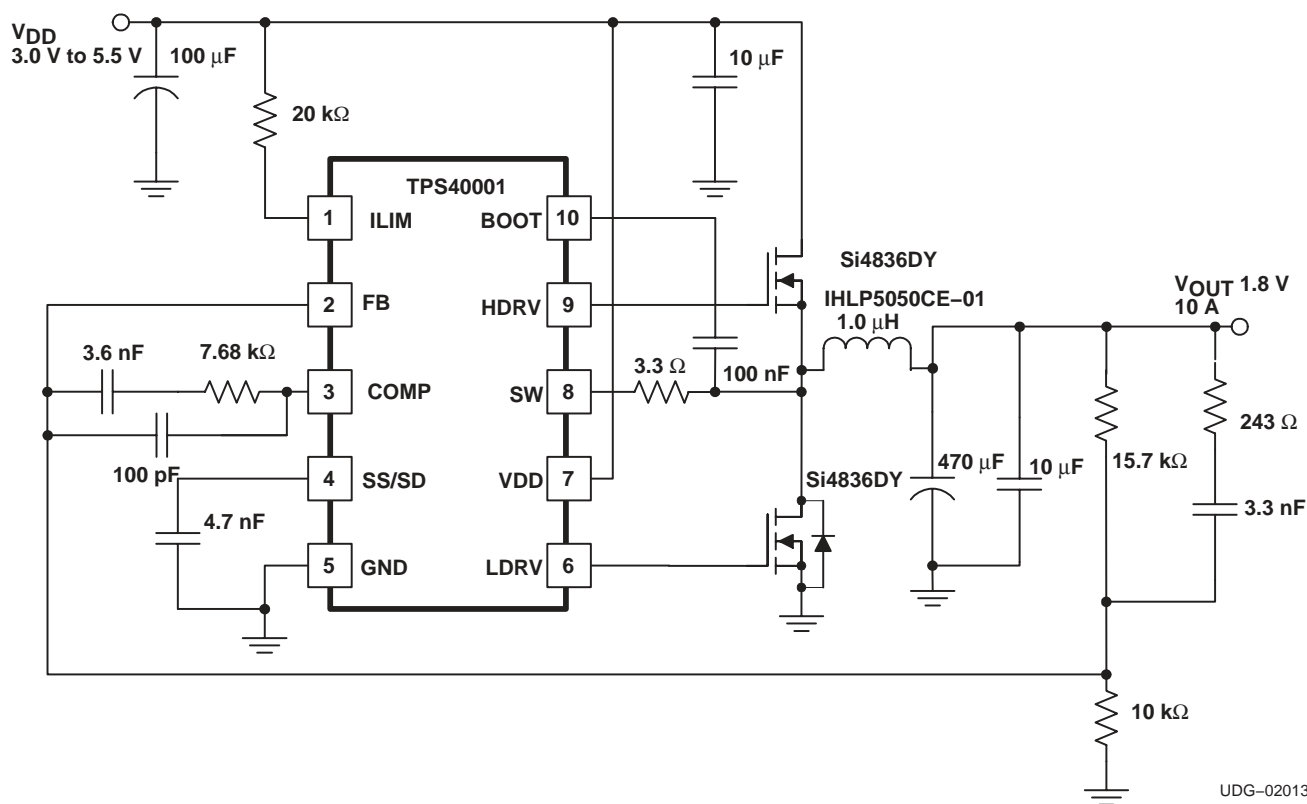 VDD
3.0 V to 5.5 V
100 μF
20 kΩ
10 μF
TPS40001
1
ILIM
BOOT
10
2
FB
HDRV
9
3
COMP
SW
8
4
SS/SD
VDD
7
5
GND
LDRV
6
3.6 nF
7.68 kΩ
100 pF
4.7 nF
3.3 Ω
100 nF
Si4836DY
IHLP5050CE–01
1.0 μH
VOUT 1.8 V
10 A
Si4836DY
470 μF
10 μF
15.7 kΩ
243 Ω
3.3 nF
10 kΩ
UDG–02013